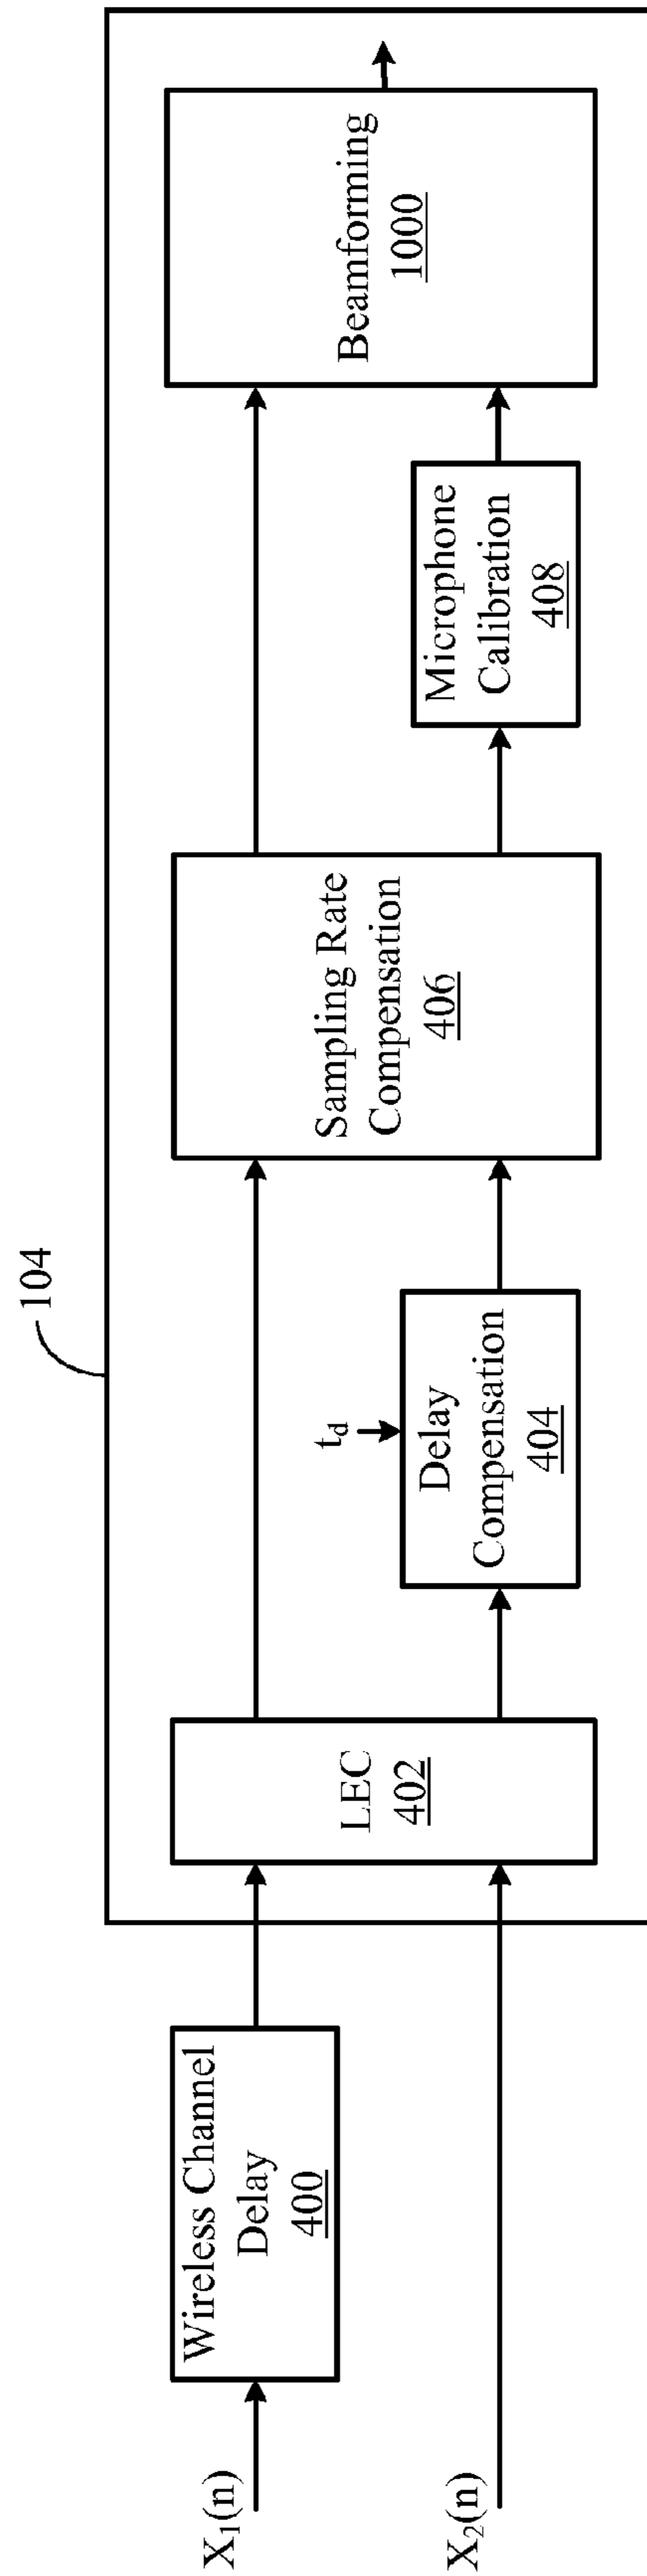 104
X₁(n)
Wireless Channel
Delay
400
X₂(n)
LEC
402
t_d
Delay
Compensation
404
Sampling Rate
Compensation
406
Microphone
Calibration
408
Beamforming
1000